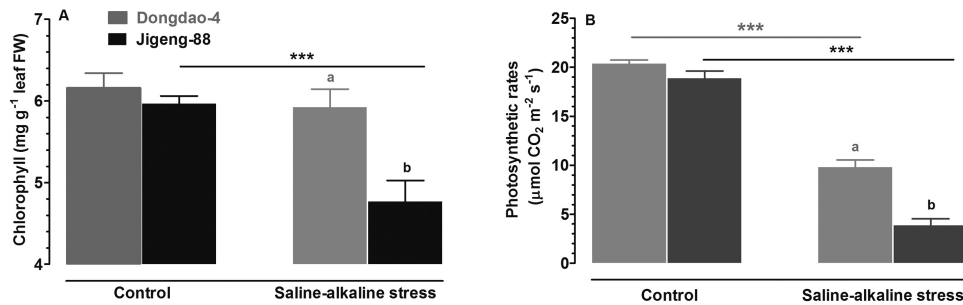 A
Dongdao-4
Jigeng-88
***
a
b
Chlorophyll (mg g-1 leaf FW)
7
6
5
4
Control
Saline-alkaline stress
B
***
***
a
b
Photosynthetic rates
(μmol CO2 m-2 s-1)
25
20
15
10
5
0
Control
Saline-alkaline stress